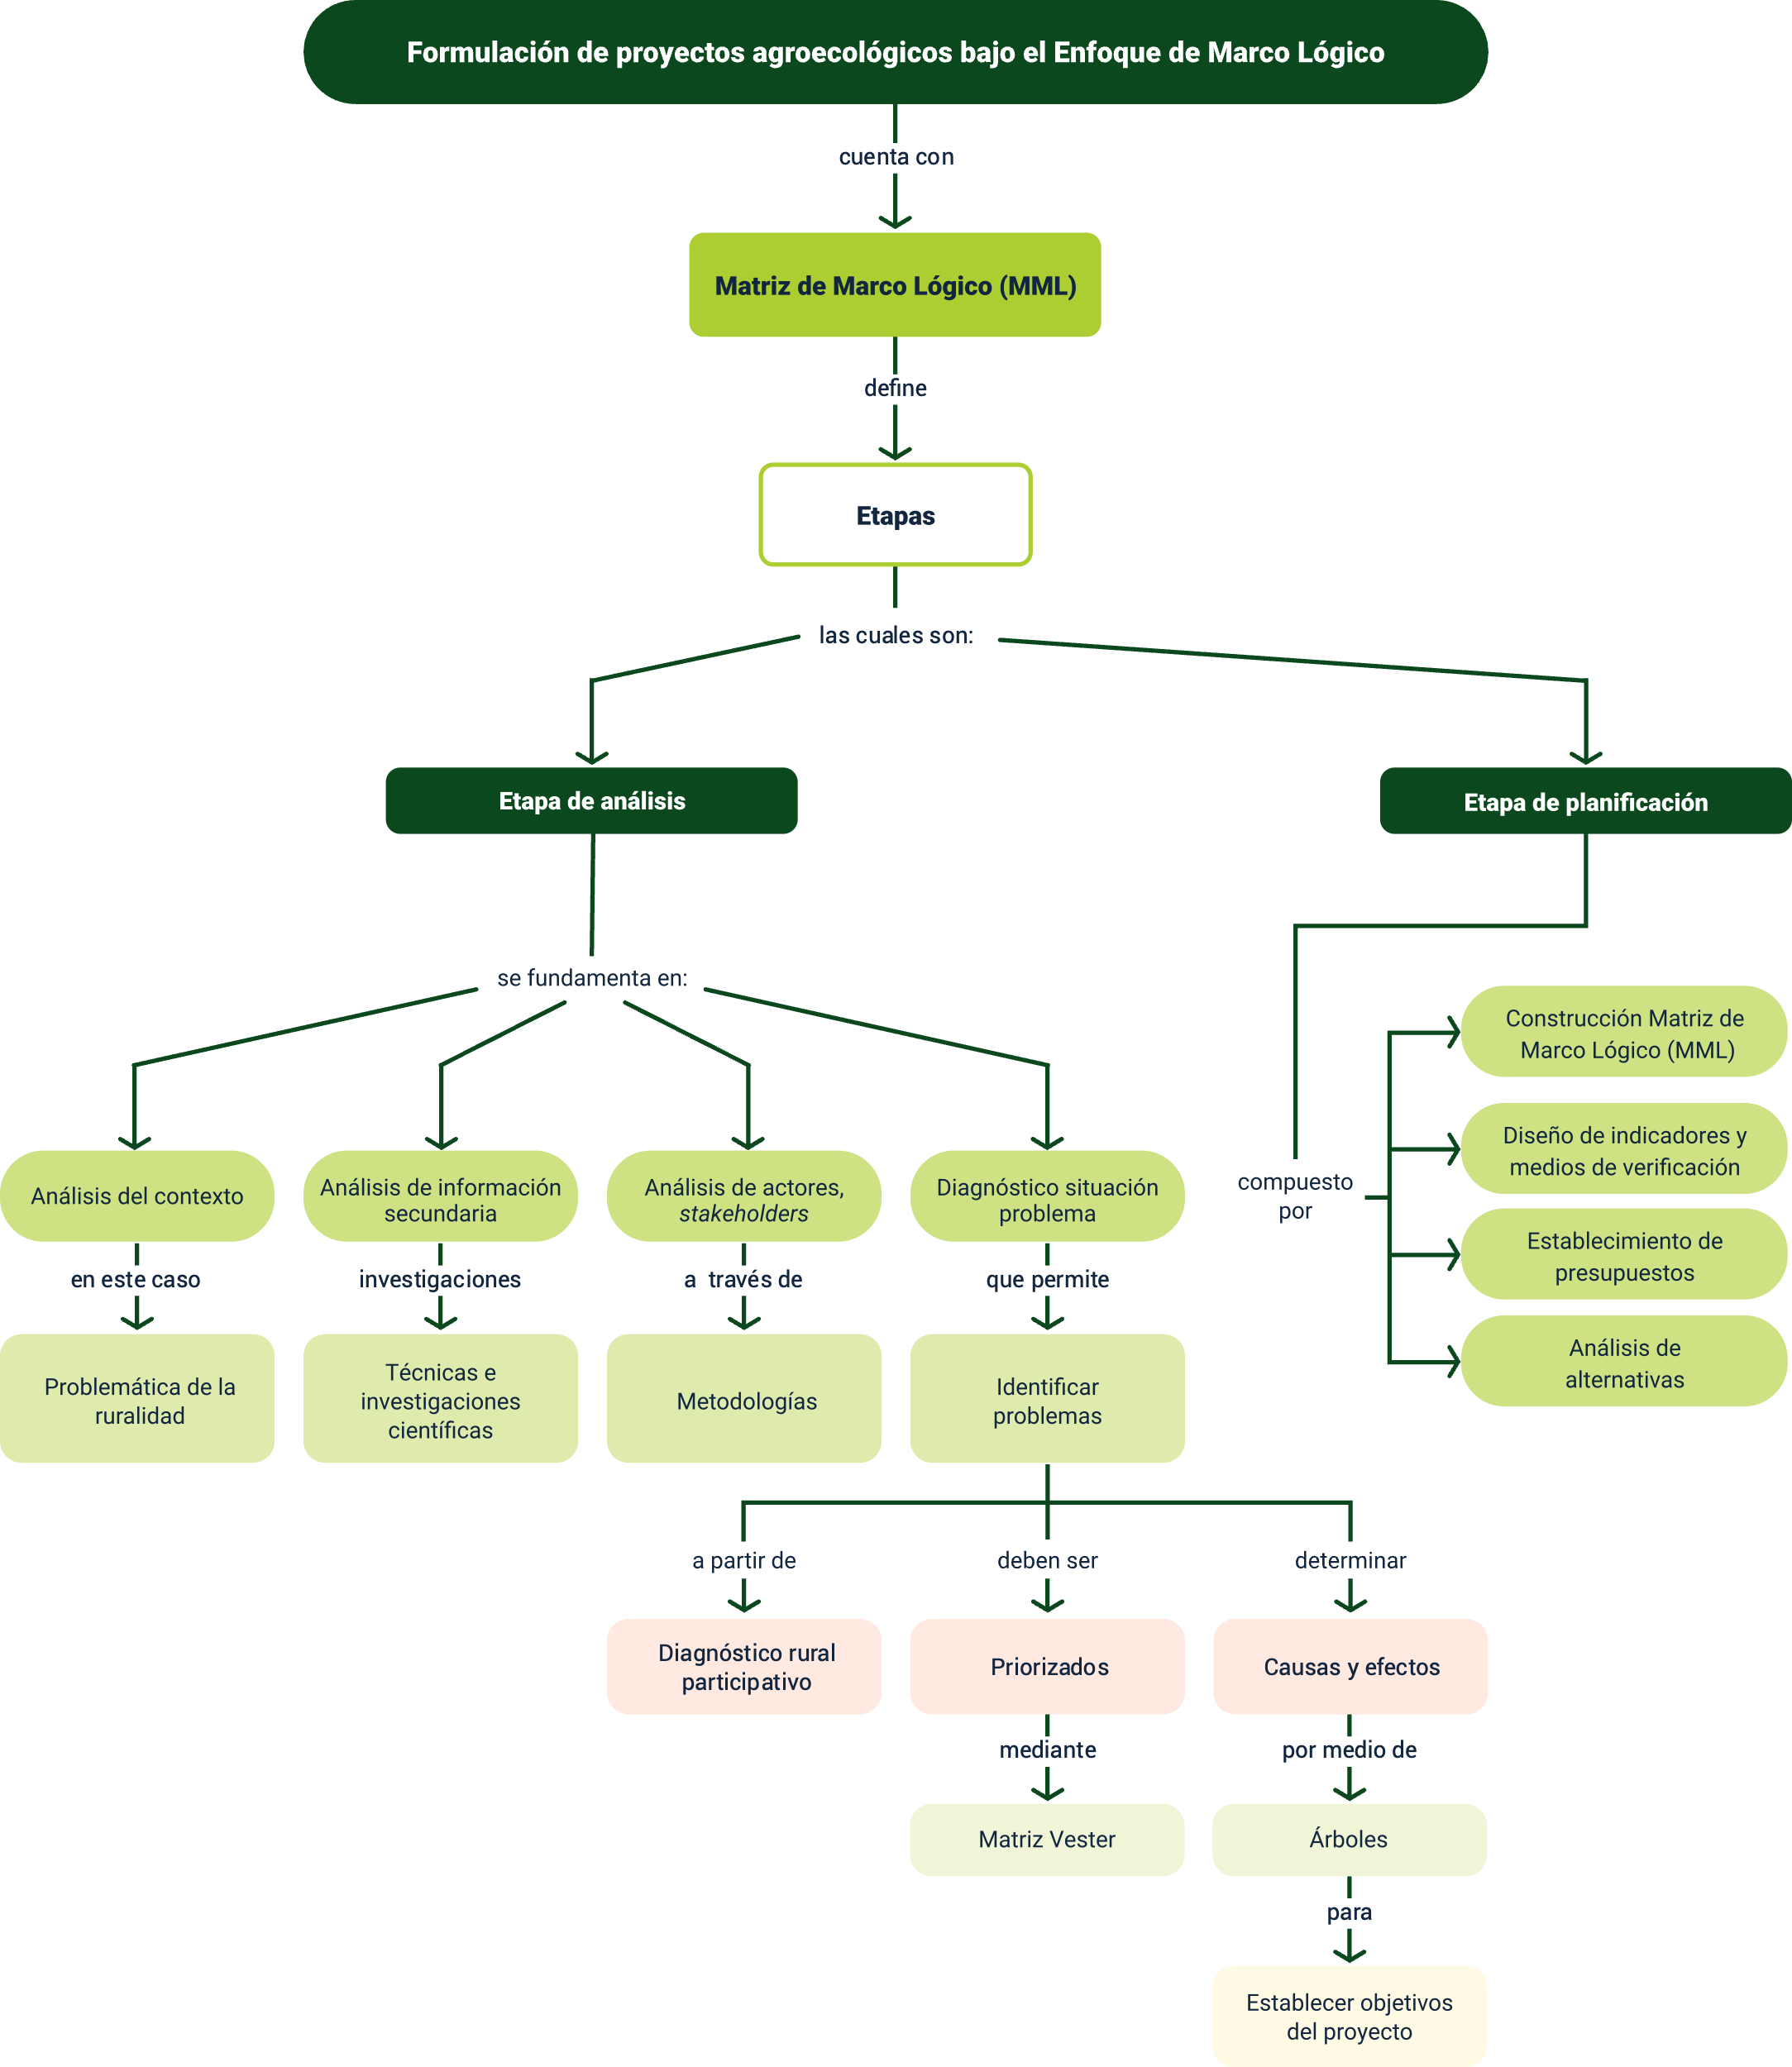 Formulación de proyectos agroecológicos bajo el Enfoque de Marco Lógico
cuenta con
Matriz de Marco Lógico (MML)
define
Etapas
las cuales son:
Etapa de análisis
Etapa de planificación
se fundamenta en:
Análisis del contexto
en este caso
Problemática de la
ruralidad
Análisis de información
secundaria
investigaciones
Técnicas e
investigaciones
científicas
Análisis de actores,
stakeholders
a través de
Metodologías
Diagnóstico situación
problema
que permite
Identificar
problemas
a partir de
Diagnóstico rural
participativo
deben ser
Priorizados
mediante
Matriz Vester
determinar
Causas y efectos
por medio de
Árboles
para
Establecer objetivos
del proyecto
compuesto
por
Construcción Matriz de
Marco Lógico (MML)
Diseño de indicadores y
medios de verificación
Establecimiento de
presupuestos
Análisis de
alternativas